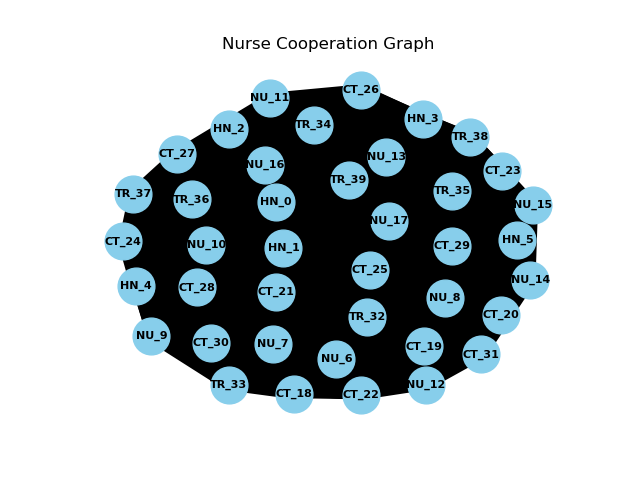 Nurse Cooperation Graph
CT_26
NU_11
HN_3
TR_34
HN_2
TR_38
CT_27
NU_13
NU_16
CT_23
TR_39
TR_35
TR_37
TR_36
HN_0
NU_15
NU_17
HN_5
CT_24
NU_10
CT_29
HN_1
CT_25
NU_14
HN_4
CT_28
CT_21
NU_8
CT_20
TR_32
NU_9
CT_30
NU_7
CT_19
CT_31
NU_6
TR_33
NU_12
CT_18
CT_22